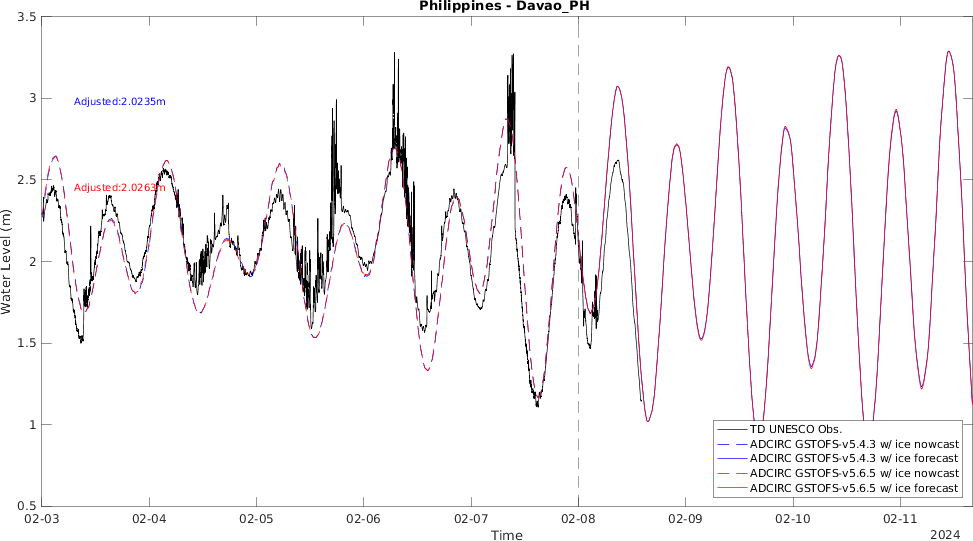 Philippines - Davao_PH
3.5
3
2.5
2
1.5
1
0.5
Water Level (m)
Adjusted:2.0235m
Adjusted:2.0263m
TD UNESCO Obs.
ADCIRC GSTOFS-v5.4.3 w/ ice nowcast
ADCIRC GSTOFS-v5.4.3 w/ ice forecast
ADCIRC GSTOFS-v5.6.5 w/ ice nowcast
ADCIRC GSTOFS-v5.6.5 w/ ice forecast
02-03 02-04 02-05 02-06 02-07 02-08 02-09 02-10 02-11
Time
2024